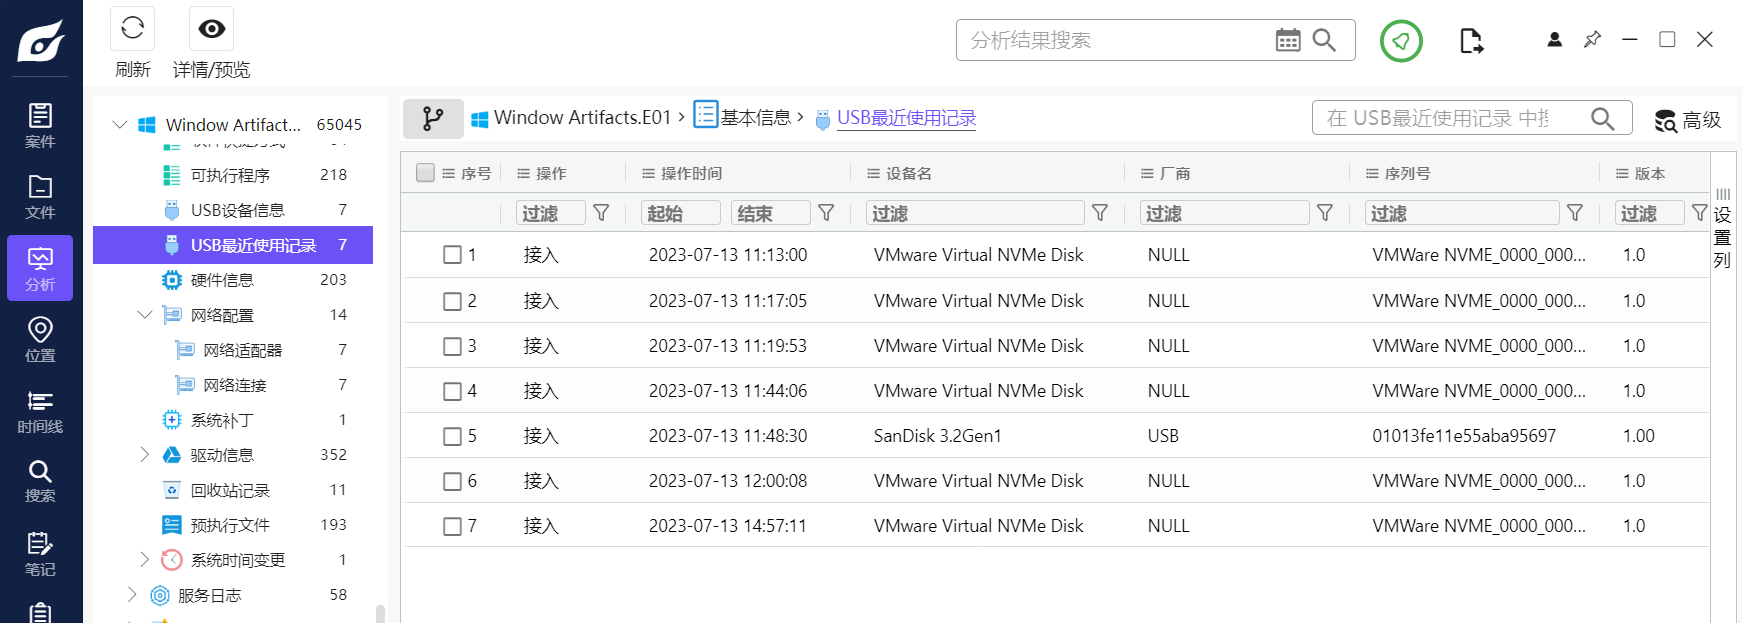 刷新
详情/预览
分析结果搜索
案件
文件
分析
位置
时间线
搜索
笔记
Window Artifact... 65045
可执行程序 218
USB设备信息 7
USB最近使用记录 7
硬件信息 203
网络配置 14
网络适配器 7
网络连接 7
系统补丁 1
驱动信息 352
回收站记录 11
预执行文件 193
系统时间变更 1
服务日志 58
Window Artifacts.E01 › 基本信息 › USB最近使用记录
在 USB最近使用记录 中
高级
序号 操作 操作时间 设备名 厂商 序列号 版本
过滤 起始 结束 过滤 过滤 过滤 过滤
1 接入 2023-07-13 11:13:00 VMware Virtual NVMe Disk NULL VMWare NVME_0000_000... 1.0
2 接入 2023-07-13 11:17:05 VMware Virtual NVMe Disk NULL VMWare NVME_0000_000... 1.0
3 接入 2023-07-13 11:19:53 VMware Virtual NVMe Disk NULL VMWare NVME_0000_000... 1.0
4 接入 2023-07-13 11:44:06 VMware Virtual NVMe Disk NULL VMWare NVME_0000_000... 1.0
5 接入 2023-07-13 11:48:30 SanDisk 3.2Gen1 USB 01013fe11e55aba95697 1.00
6 接入 2023-07-13 12:00:08 VMware Virtual NVMe Disk NULL VMWare NVME_0000_000... 1.0
7 接入 2023-07-13 14:57:11 VMware Virtual NVMe Disk NULL VMWare NVME_0000_000... 1.0
设置列